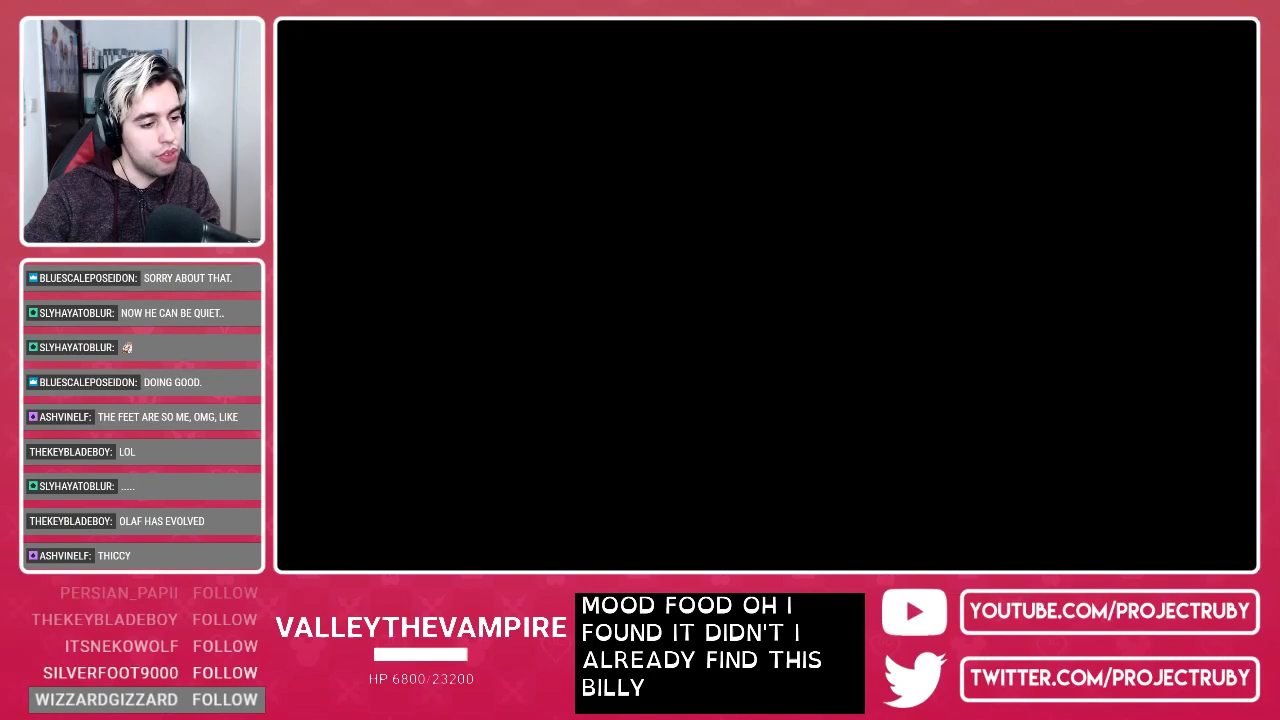 BLUESCALEPOSEIDON: SORRY ABOUT THAT.
SLYHAYATOBLUR: NOW HE CAN BE QUIET..
SLYHAYATOBLUR:
BLUESCALEPOSEIDON: DOING GOOD.
ASHVINELF: THE FEET ARE SO ME, OMG, LIKE
THEKEYBLADEBOY: LOL
SLYHAYATOBLUR: .....
THEKEYBLADEBOY: OLAF HAS EVOLVED
ASHVINELF: THICCY
PERSIAN_PAPII FOLLOW
THEKEYBLADEBOY FOLLOW
ITSNEKOWOLF FOLLOW
SILVERFOOT9000 FOLLOW
WIZZARDGIZZARD FOLLOW
VALLEYTHEVAMPIRE
HP 6800/23200
MOOD FOOD OH I
FOUND IT DIDN'T I
ALREADY FIND THIS
BILLY
YOUTUBE.COM/PROJECTRUBY
TWITTER.COM/PROJECTRUBY